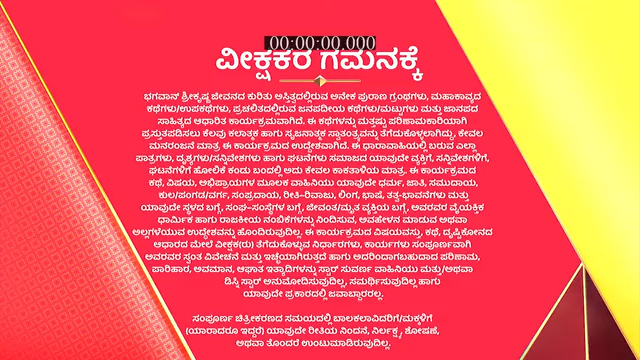 00:00:00.000
ವೀಕ್ಷಕರ ಗಮನಕ್ಕೆ
ಭಗವಾನ್ ಶ್ರೀಕೃಷ್ಣ ಜೀವನದ ಕುರಿತು ಅಸ್ತಿತ್ವದಲ್ಲಿರುವ ಅನೇಕ ಪುರಾಣ ಗ್ರಂಥಗಳು, ಮಹಾಕಾವ್ಯದ
ಕಥೆಗಳು/ಉಪಕಥೆಗಳು, ಪ್ರಚಲಿತದಲ್ಲಿರುವ ಜನಪದೀಯ ಕಥೆಗಳು/ಮಟ್ಟುಗಳು ಮತ್ತು ಜಾನಪದ
ಸಾಹಿತ್ಯದ ಆಧಾರಿತ ಕಾರ್ಯಕ್ರಮವಾಗಿದೆ. ಈ ಕಥೆಗಳನ್ನು ಮತ್ತಷ್ಟು ಪರಿಣಾಮಕಾರಿಯಾಗಿ
ಪ್ರಸ್ತುತಪಡಿಸಲು ಕೆಲವು ಕಲಾತ್ಮಕ ಹಾಗು ಸೃಜನಾತ್ಮಕ ಸ್ವಾತಂತ್ರ್ಯವನ್ನು ತೆಗೆದುಕೊಳ್ಳಲಾಗಿದ್ದು, ಕೇವಲ
ಮನರಂಜನೆ ಮಾತ್ರ ಈ ಕಾರ್ಯಕ್ರಮದ ಉದ್ದೇಶವಾಗಿದೆ. ಈ ಧಾರಾವಾಹಿಯಲ್ಲಿ ಬರುವ ಎಲ್ಲಾ
ಪಾತ್ರಗಳು, ದೃಶ್ಯಗಳು/ಸನ್ನಿವೇಶಗಳು ಹಾಗು ಘಟನೆಗಳು ಸಮಾಜದ ಯಾವುದೇ ವ್ಯಕ್ತಿಗೆ, ಸನ್ನಿವೇಶಗಳಿಗೆ,
ಘಟನೆಗಳಿಗೆ ಹೋಲಿಕೆ ಕಂಡು ಬಂದಲ್ಲಿ ಅದು ಕೇವಲ ಕಾಕತಾಳೀಯ ಮಾತ್ರ. ಈ ಕಾರ್ಯಕ್ರಮದ
ಕಥೆ, ವಿಷಯ, ಅಭಿಪ್ರಾಯಗಳ ಮೂಲಕ ವಾಹಿನಿಯು ಯಾವುದೇ ಧರ್ಮ, ಜಾತಿ, ಸಮುದಾಯ,
ಕುಲ/ಪಂಗಡ/ವರ್ಗ, ಸಂಪ್ರದಾಯ, ರೀತಿ-ರಿವಾಜು, ಲಿಂಗ, ಭಾಷೆ, ತತ್ವ-ಭಾವನೆಗಳು ಮತ್ತು
ಯಾವುದೇ ಸ್ಥಳದ ಬಗ್ಗೆ, ಸಂಘ-ಸಂಸ್ಥೆಗಳ ಬಗ್ಗೆ, ಜೀವಂತ/ಮೃತ ವ್ಯಕ್ತಿಯ ಬಗ್ಗೆ, ಅವರವರ ವೈಯಕ್ತಿಕ
ಧಾರ್ಮಿಕ ಹಾಗು ರಾಜಕೀಯ ನಂಬಿಕೆಗಳನ್ನು ನಿಂದಿಸುವ, ಅವಹೇಳನ ಮಾಡುವ ಅಥವಾ
ಅಲ್ಲಗಳೆಯುವ ಉದ್ದೇಶವನ್ನು ಹೊಂದಿರುವುದಿಲ್ಲ. ಈ ಕಾರ್ಯಕ್ರಮದ ವಿಷಯವಸ್ತು, ಕಥೆ, ದೃಷ್ಟಿಕೋನದ
ಆಧಾರದ ಮೇಲೆ ವೀಕ್ಷಕ(ರು) ತೆಗೆದುಕೊಳ್ಳುವ ನಿರ್ಧಾರಗಳು, ಕಾರ್ಯಗಳು ಸಂಪೂರ್ಣವಾಗಿ
ಅವರವರ ಸ್ವಂತ ವಿವೇಚನೆ ಮತ್ತು ಇಚ್ಛೆಯಾಗಿರುತ್ತದೆ ಹಾಗು ಅದರಿಂದಾಗಬಹುದಾದ ಪರಿಣಾಮ,
ಪರಿಹಾರ, ಅವಮಾನ, ಆಘಾತ ಇತ್ಯಾದಿಗಳನ್ನು ಸ್ಟಾರ್ ಸುವರ್ಣ ವಾಹಿನಿಯು ಮತ್ತು/ಅಥವಾ
ಡಿಸ್ನಿ ಸ್ಟಾರ್ ಅನುಮೋದಿಸುವುದಿಲ್ಲ, ಸಮರ್ಥಿಸುವುದಿಲ್ಲ ಹಾಗು
ಯಾವುದೇ ಪ್ರಕಾರದಲ್ಲಿ ಜವಾಬ್ದಾರರಲ್ಲ.
ಸಂಪೂರ್ಣ ಚಿತ್ರೀಕರಣದ ಸಮಯದಲ್ಲಿ ಬಾಲಕಲಾವಿದರಿಗೆ/ಮಕ್ಕಳಿಗೆ
(ಯಾರಾದರೂ ಇದ್ದರೆ) ಯಾವುದೇ ರೀತಿಯ ನಿಂದನೆ, ನಿರ್ಲಕ್ಷ್ಯ, ಶೋಷಣೆ,
ಅಥವಾ ತೊಂದರೆ ಉಂಟುಮಾಡಿರುವುದಿಲ್ಲ.